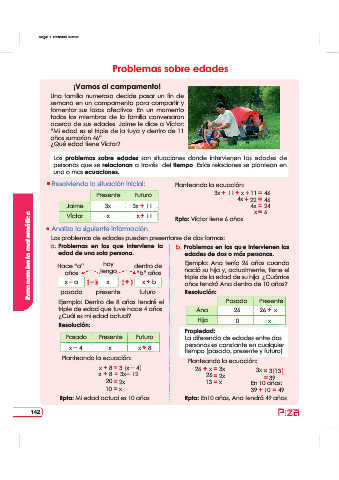 Problemas sobre edades
¡Vamos al campamento!
Una familia numerosa decide pasar un fin de
semana en un campamento para compartir y
fomentar sus lazos afectivos. En un momento
todos los miembros de la familia conversaron
acerca de sus edades. Jaime le dice a Víctor:
"Mi edad es el triple de la tuya y dentro de 11
años sumarán 46"
¿Qué edad tiene Víctor?
Los problemas sobre edades son situaciones donde intervienen las edades de
personas que se relacionan a través del tiempo. Estas relaciones se plantean en
una o mas ecuaciones.
Resolviendo la situación inicial:
Presente Futuro
Jaime 3x 3x + 11
Víctor x x + 11
Planteando la ecuación:
3x + 11 + x + 11 = 46
4x + 22 = 46
4x = 24
x = 6
Rpta: Víctor tiene 6 años
Analiza la siguiente información.
Los problemas de edades pueden presentarse de dos formas:
a. Problemas en los que interviene la
edad de una sola persona.
Hace "a" hoy dentro de
años tengo "b" años
x – a (–) x (+) x + b
pasado presente futuro
Ejemplo: Dentro de 8 años tendré el
triple de edad que tuve hace 4 años
¿Cuál es mi edad actual?
Resolución:
Pasado Presente Futuro
x – 4 x x + 8
Planteando la ecuación:
x + 8 = 3 (x – 4)
x + 8 = 3x – 12
20 = 2x
10 = x
Rpta: Mi edad actual es 10 años
b. Problemas en los que intervienen las
edades de dos o más personas.
Ejemplo: Ana tenía 26 años cuando
nació su hija y, actualmente, tiene el
triple de la edad de su hija ¿Cuántos
años tendrá Ana dentro de 10 años?
Resolución:
Pasado Presente
Ana 26 26 + x
Hija 0 x
Propiedad:
La diferencia de edades entre dos
personas es constante en cualquier
tiempo (pasado, presente y futuro)
Planteando la ecuación:
26 + x = 3x 3x = 3(13)
26 = 2x = 39
13 = x En 10 años:
39 + 10 = 49
Rpta: En10 años, Ana tendrá 49 años
Razonamiento matemático
142